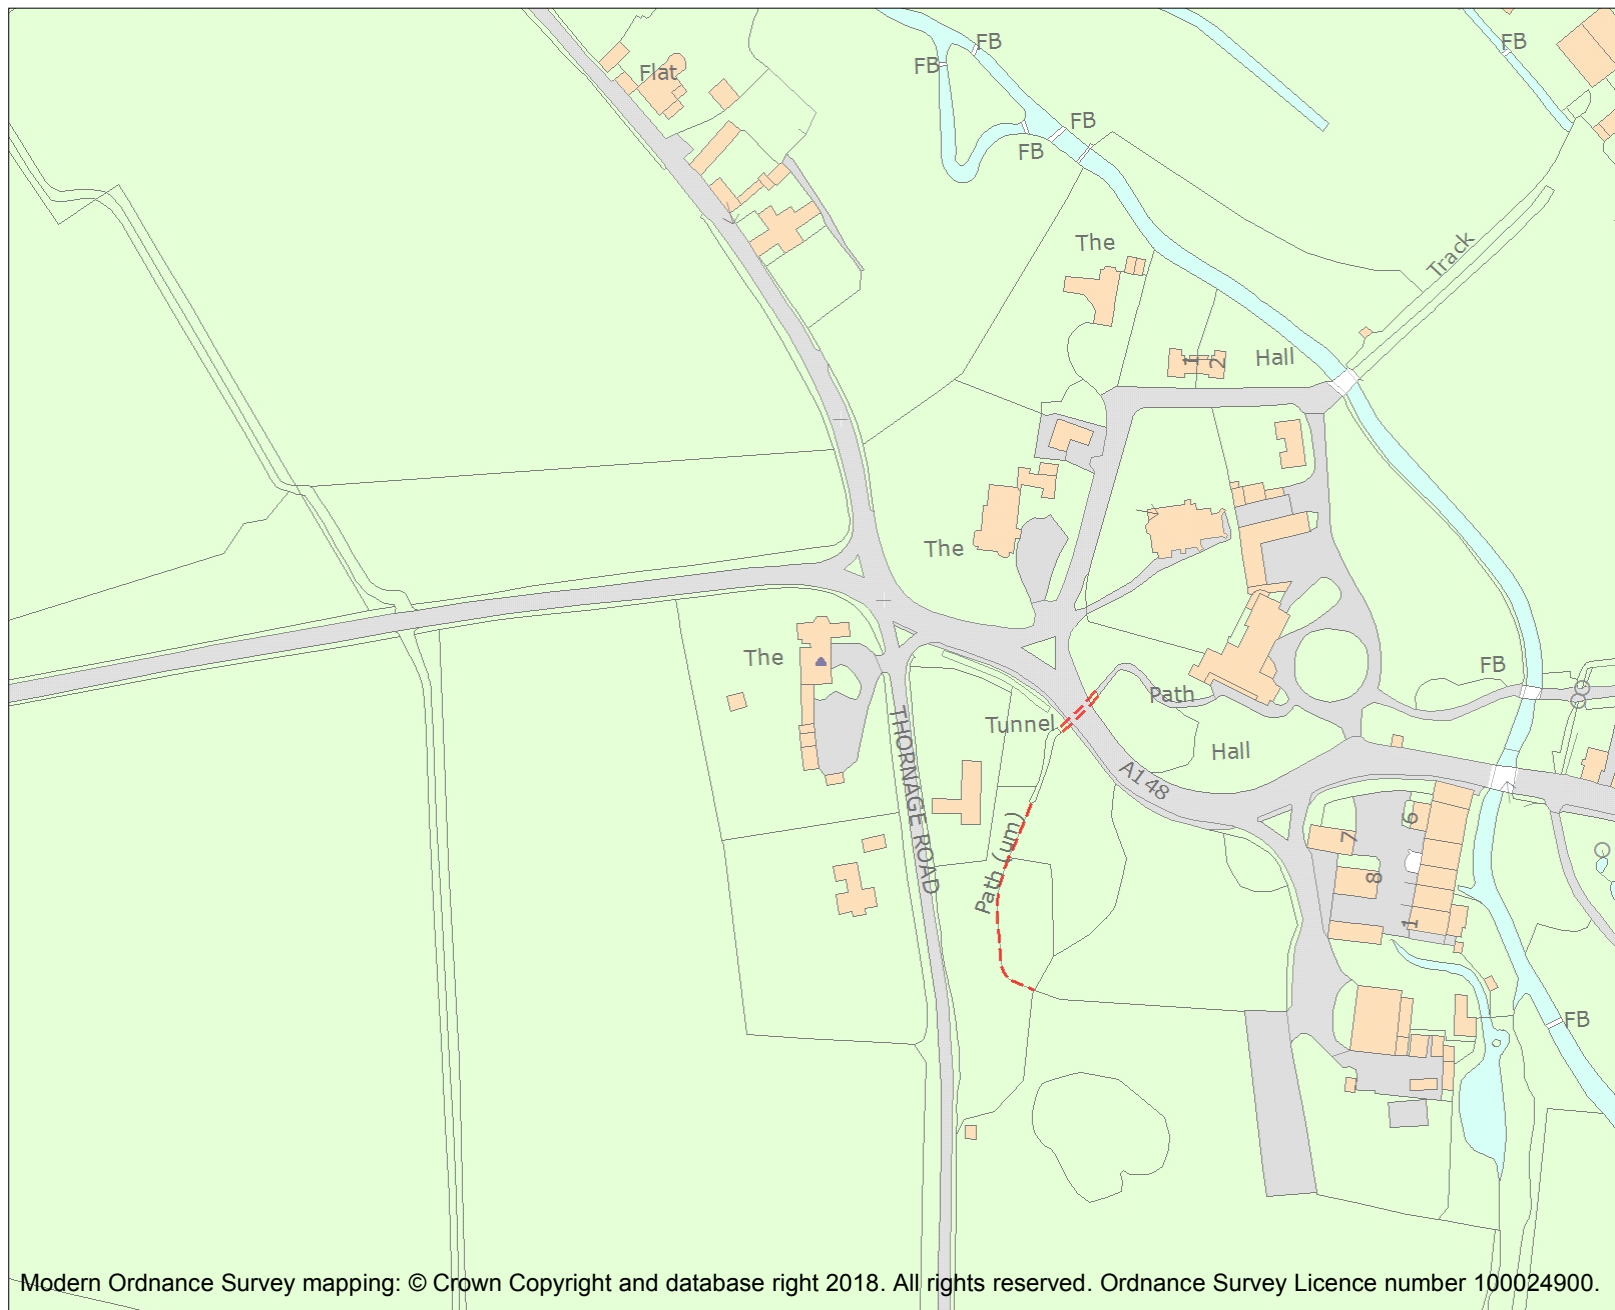 FB
FB
FB
Flat
FB
FB
The
Track
1
2
Hall
The
The
FB
Path
Tunnel
THORNAGE ROAD
Hall
A148
Path (um)
6
7
8
1
FB
Modern Ordnance Survey mapping: © Crown Copyright and database right 2018. All rights reserved. Ordnance Survey Licence number 100024900.